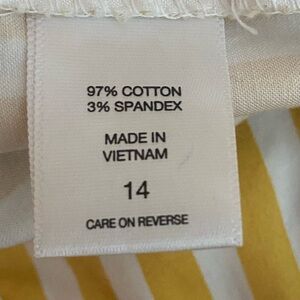 97% COTTON
3% SPANDEX
MADE IN
VIETNAM
14
CARE ON REVERSE